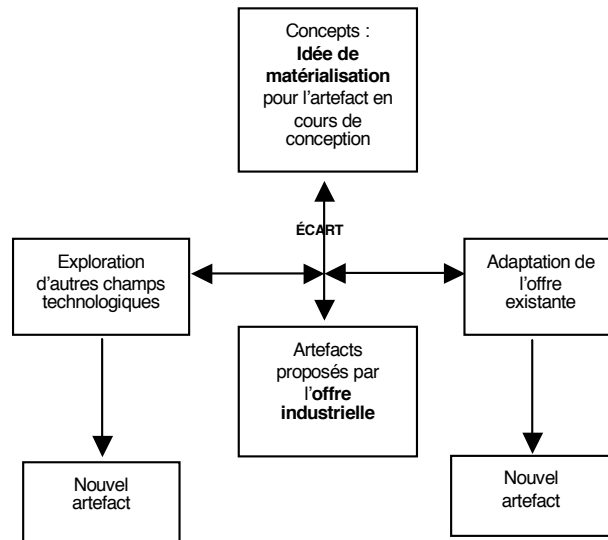 Concepts :
Idée de
matérialisation
pour l'artefact en
cours de
conception
ÉCART
Exploration
d'autres champs
technologiques
Adaptation de
l'offre
existante
Artefacts
proposés par
l'offre
industrielle
Nouvel
artefact
Nouvel
artefact